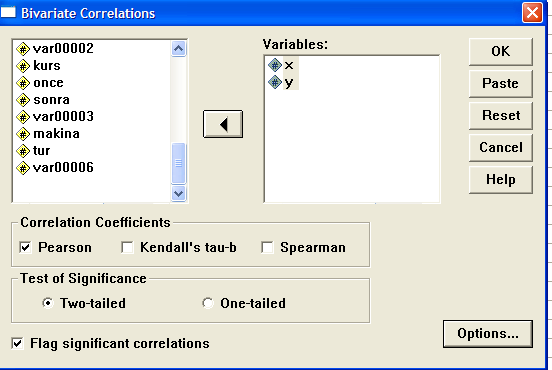 Bivariate Correlations
var00002
kurs
once
sonra
var00003
makina
tur
var00006
Variables:
x
y
OK
Paste
Reset
Cancel
Help
Correlation Coefficients
Pearson Kendall's tau-b Spearman
Test of Significance
Two-tailed One-tailed
Flag significant correlations
Options...